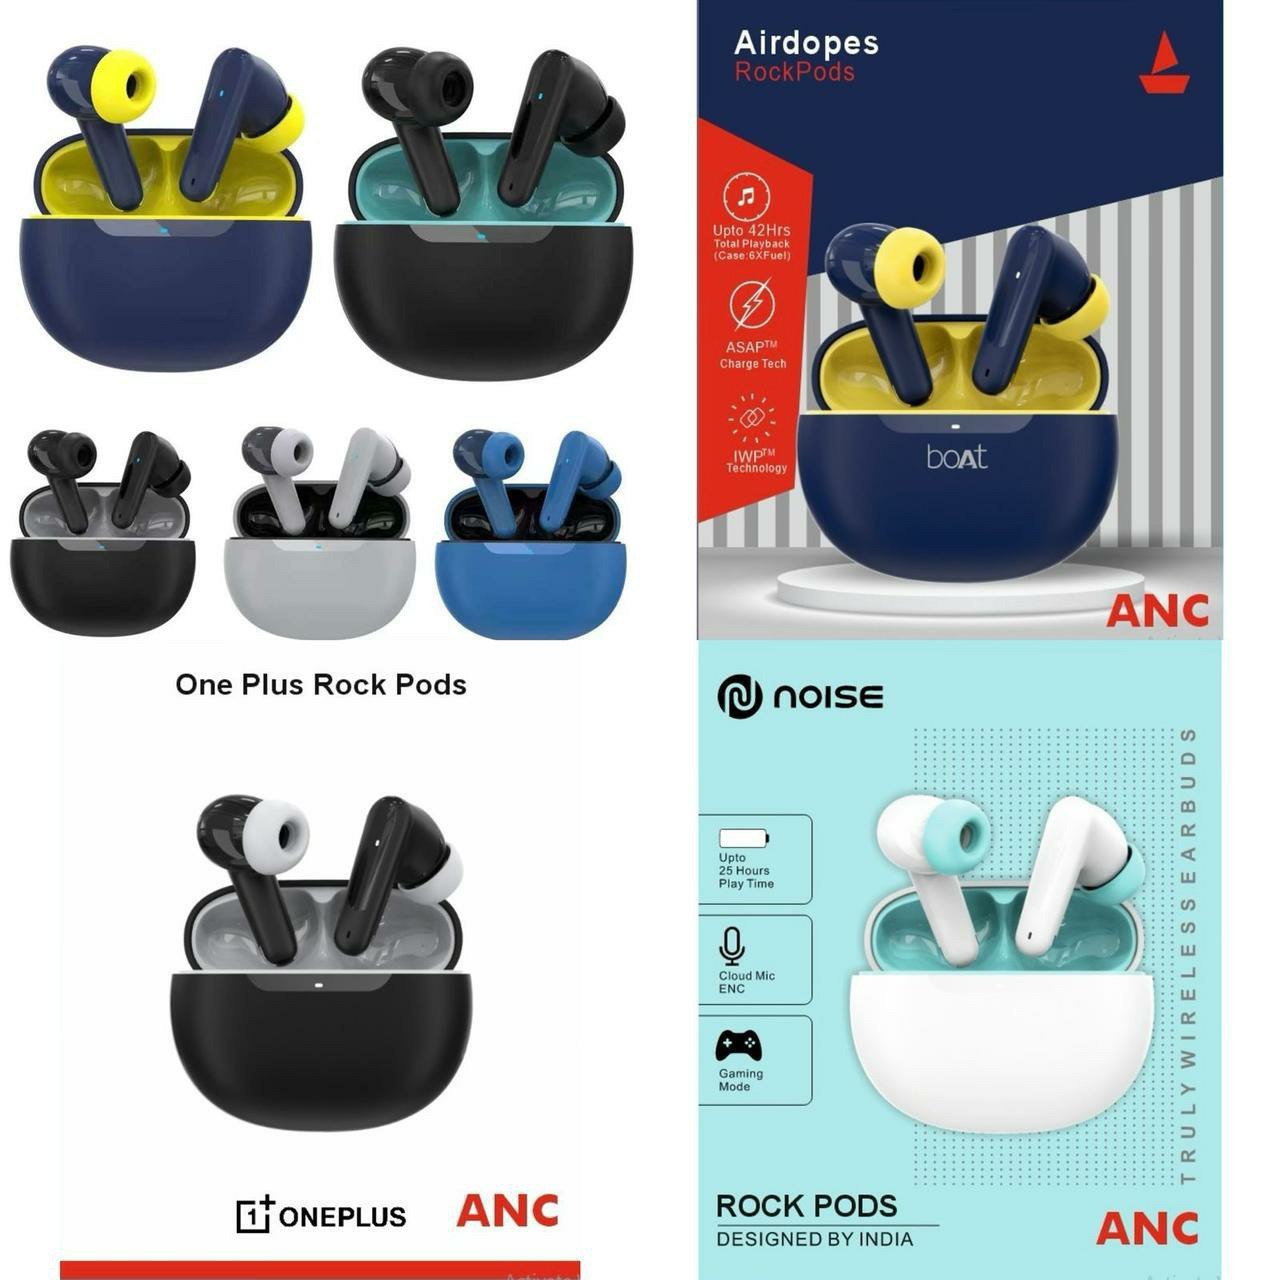 Airdopes
RockPods
Upto 42Hrs
Total Playback
(Case:6XFuel)
ASAP™
Charge Tech
IWP™
Technology
boAt
ANC
One Plus Rock Pods
1+ ONEPLUS
ANC
NOISE
Upto
25 Hours
Play Time
Cloud Mic
ENC
Gaming
Mode
TRULY WIRELESS EARBUDS
ROCK PODS
DESIGNED BY INDIA
ANC